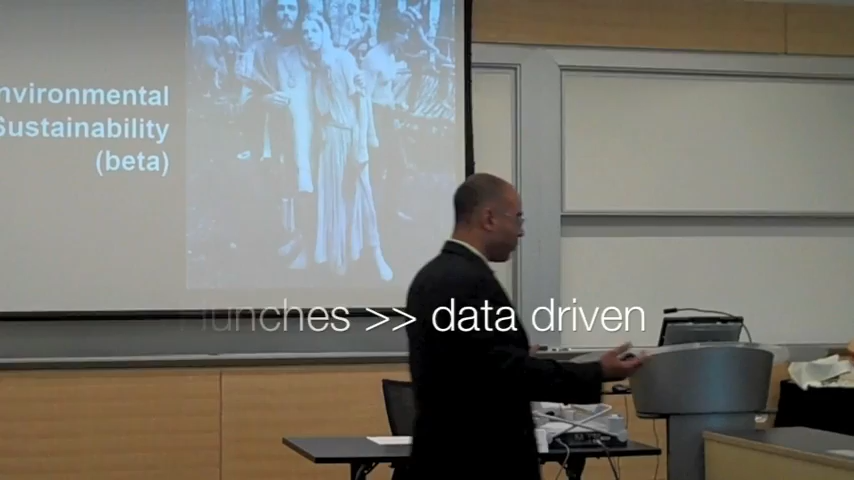 nvironmental
Sustainability
(beta)
Hunches >> data driven